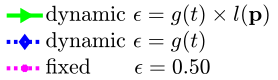 dynamic ϵ = g(t) × l(p)
dynamic ϵ = g(t)
fixed ϵ = 0.50